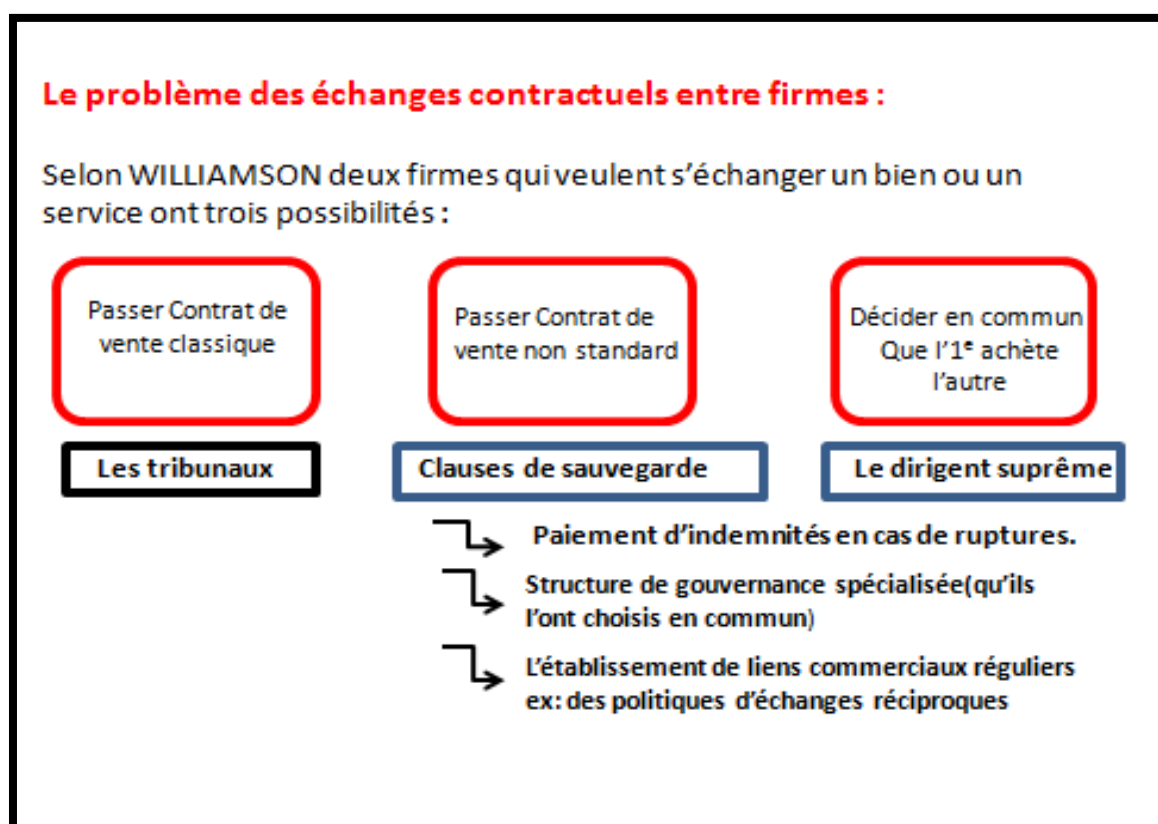 Le problème des échanges contractuels entre firmes :
Selon WILLIAMSON deux firmes qui veulent s’échanger un bien ou un
service ont trois possibilités :
Passer Contrat de
vente classique
Passer Contrat de
vente non standard
Décider en commun
Que l’1ᵉ achète
l’autre
Les tribunaux
Clauses de sauvegarde
Le dirigent suprême
Paiement d’indemnités en cas de ruptures.
Structure de gouvernance spécialisée(qu’ils
l’ont choisis en commun)
L’établissement de liens commerciaux réguliers
ex: des politiques d’échanges réciproques